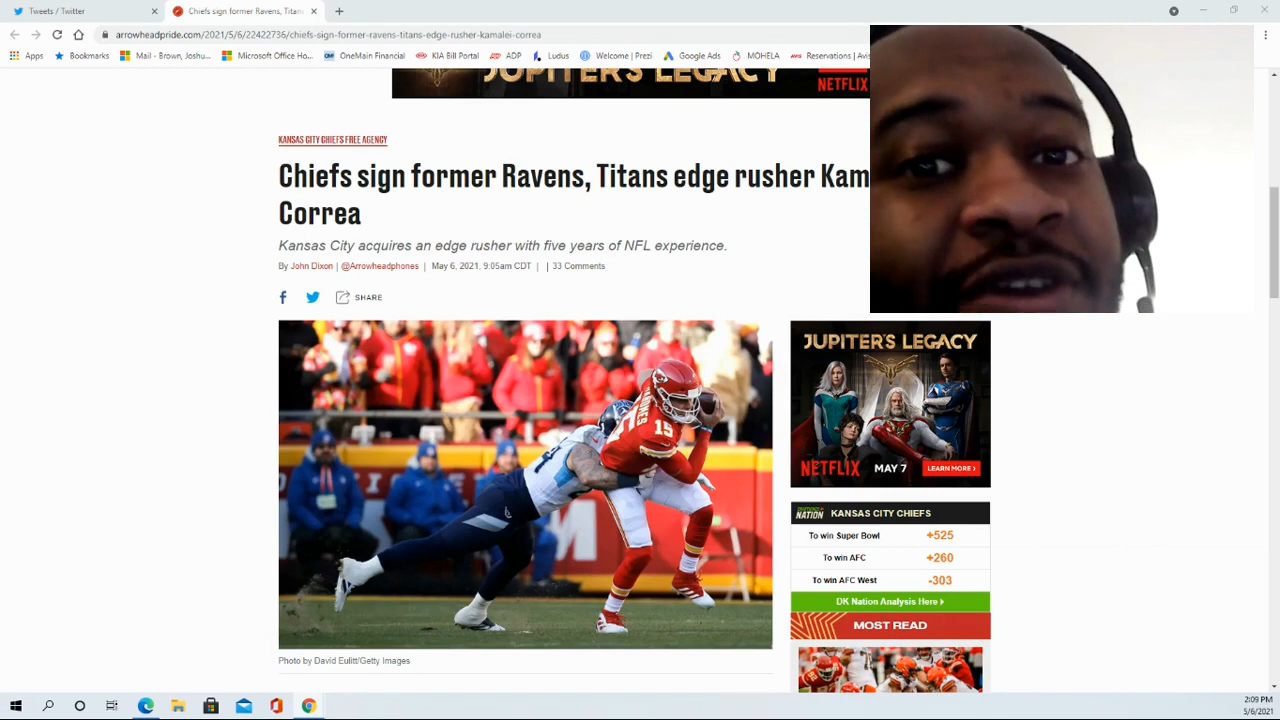 Tweets / Twitter
Chiefs sign former Ravens, Titans
arrowheadpride.com/2021/5/6/22422736/chiefs-sign-former-ravens-titans-edge-rusher-kamalei-correa
Apps Bookmarks Mail - Brown, Joshu... Microsoft Office Ho... OneMain Financial KIA Bill Portal ADP Ludus Welcome | Prezi Google Ads MOHELA Reservations | Avis
JUPITER'S LEGACY
NETFLIX
KANSAS CITY CHIEFS FREE AGENCY
Chiefs sign former Ravens, Titans edge rusher Kam
Correa
Kansas City acquires an edge rusher with five years of NFL experience.
By John Dixon | @Arrowheadphones | May 6, 2021, 9:05am CDT | | 33 Comments
SHARE
15
JUPITER'S LEGACY
NETFLIX MAY 7 LEARN MORE >
NATION KANSAS CITY CHIEFS
To win Super Bowl +525
To win AFC +260
To win AFC West -303
DK Nation Analysis Here
MOST READ
Photo by David Eulitt/Getty Images
2:09 PM
5/6/2021